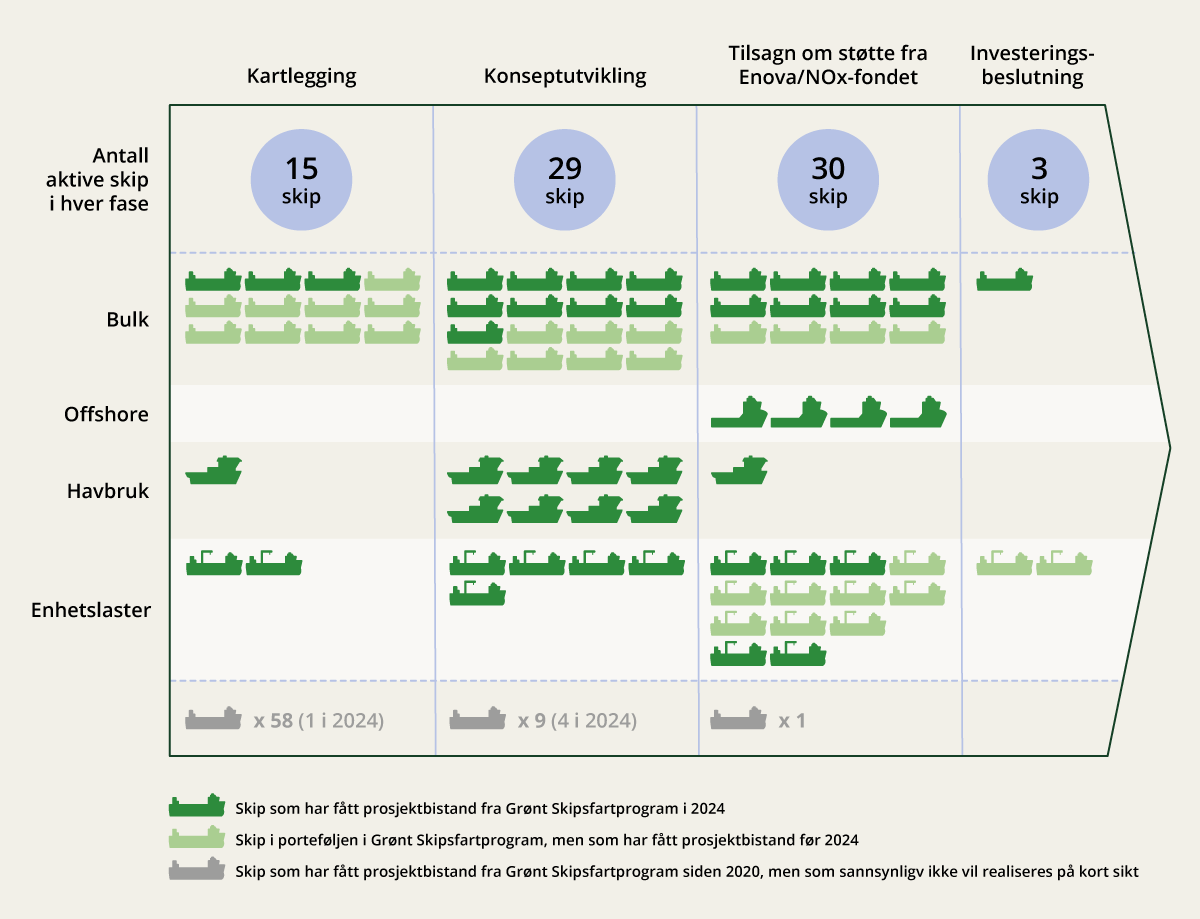 Kartlegging
Konseptutvikling
Tilsagn om støtte fra
Enova/NOx-fondet
Investerings-
beslutning
Antall
aktive skip
i hver fase
15
skip
29
skip
30
skip
3
skip
Bulk
Offshore
Havbruk
Enhetslaster
x 58 (1 i 2024)
x 9 (4 i 2024)
x 1
Skip som har fått prosjektbistand fra Grønt Skipsfartprogram i 2024
Skip i porteføljen i Grønt Skipsfartprogram, men som har fått prosjektbistand før 2024
Skip som har fått prosjektbistand fra Grønt Skipsfartprogram siden 2020, men som sannsynligv ikke vil realiseres på kort sikt